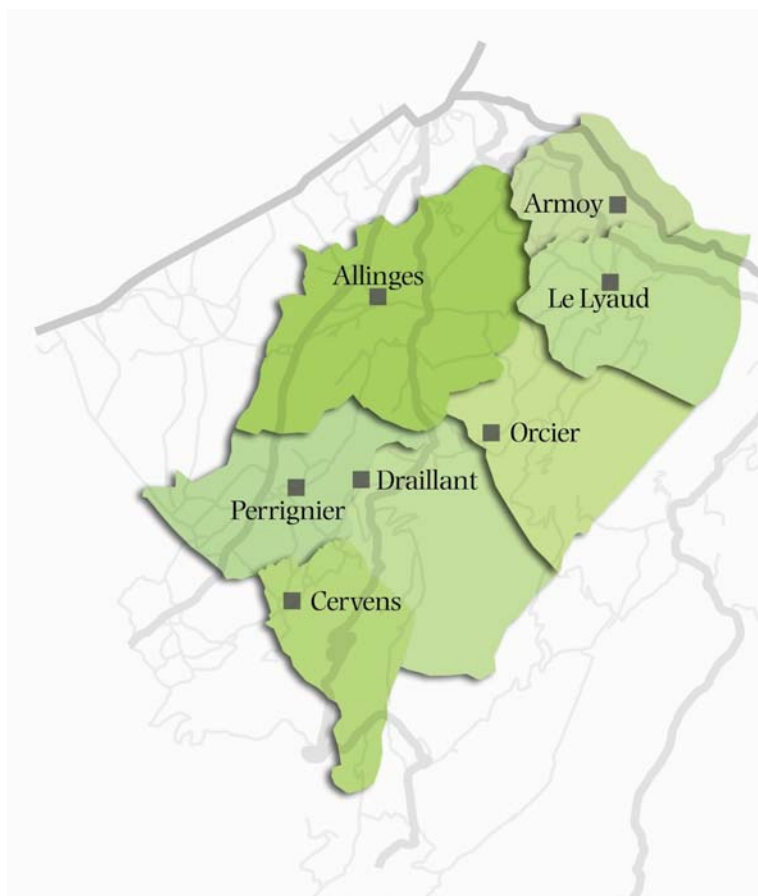 Armoy
Allinges
Le Lyaud
Orcier
Draillant
Perrignier
Cervens